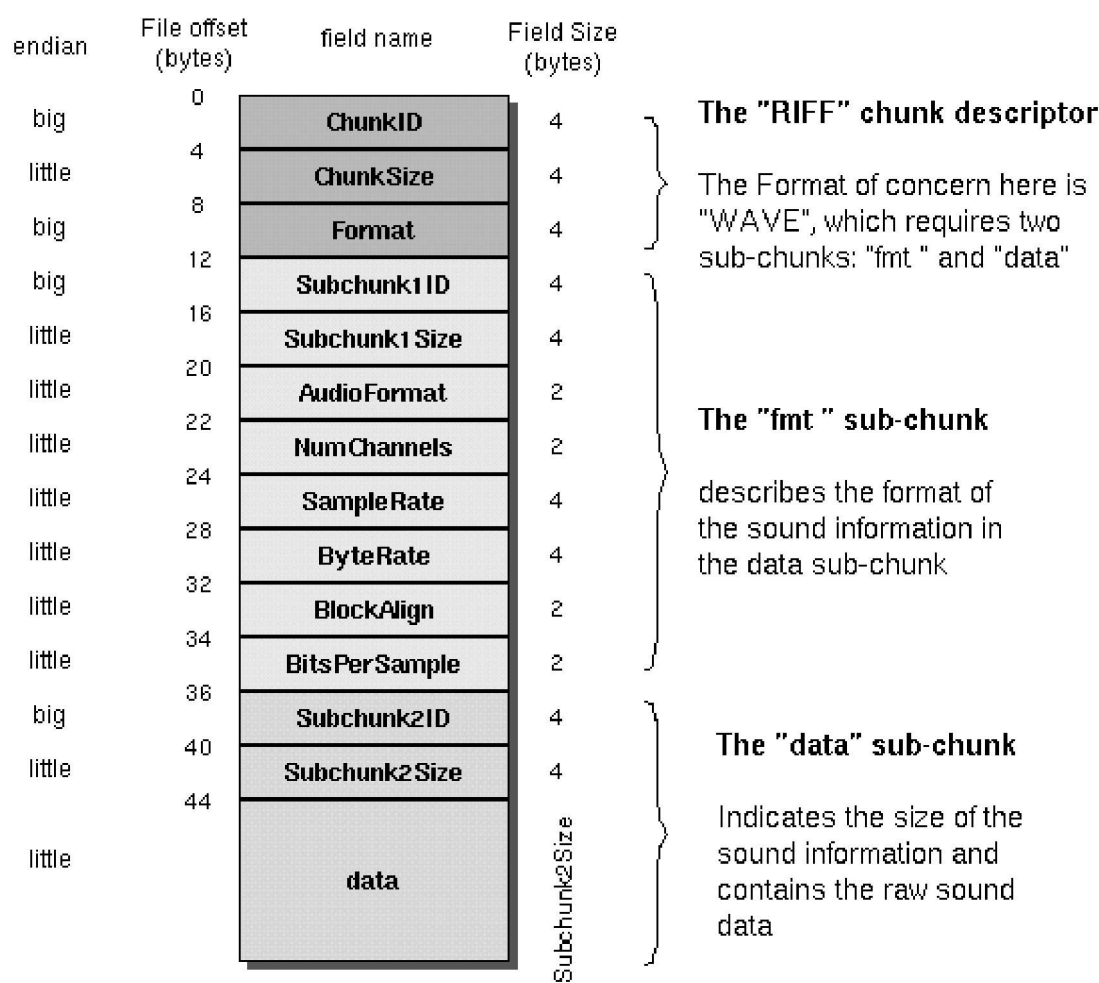 endian
File offset
(bytes)
field name
Field Size
(bytes)
0
big
ChunkID
4
4
little
ChunkSize
4
8
big
Format
4
12
big
Subchunk1ID
4
16
little
Subchunk1Size
4
20
little
AudioFormat
2
22
little
NumChannels
2
24
little
SampleRate
4
28
little
ByteRate
4
32
little
BlockAlign
2
34
little
BitsPerSample
2
36
big
Subchunk2ID
4
40
little
Subchunk2Size
4
44
little
data
Subchunk2Size
The "RIFF" chunk descriptor
The Format of concern here is
"WAVE", which requires two
sub-chunks: "fmt " and "data"
The "fmt " sub-chunk
describes the format of
the sound information in
the data sub-chunk
The "data" sub-chunk
Indicates the size of the
sound information and
contains the raw sound
data